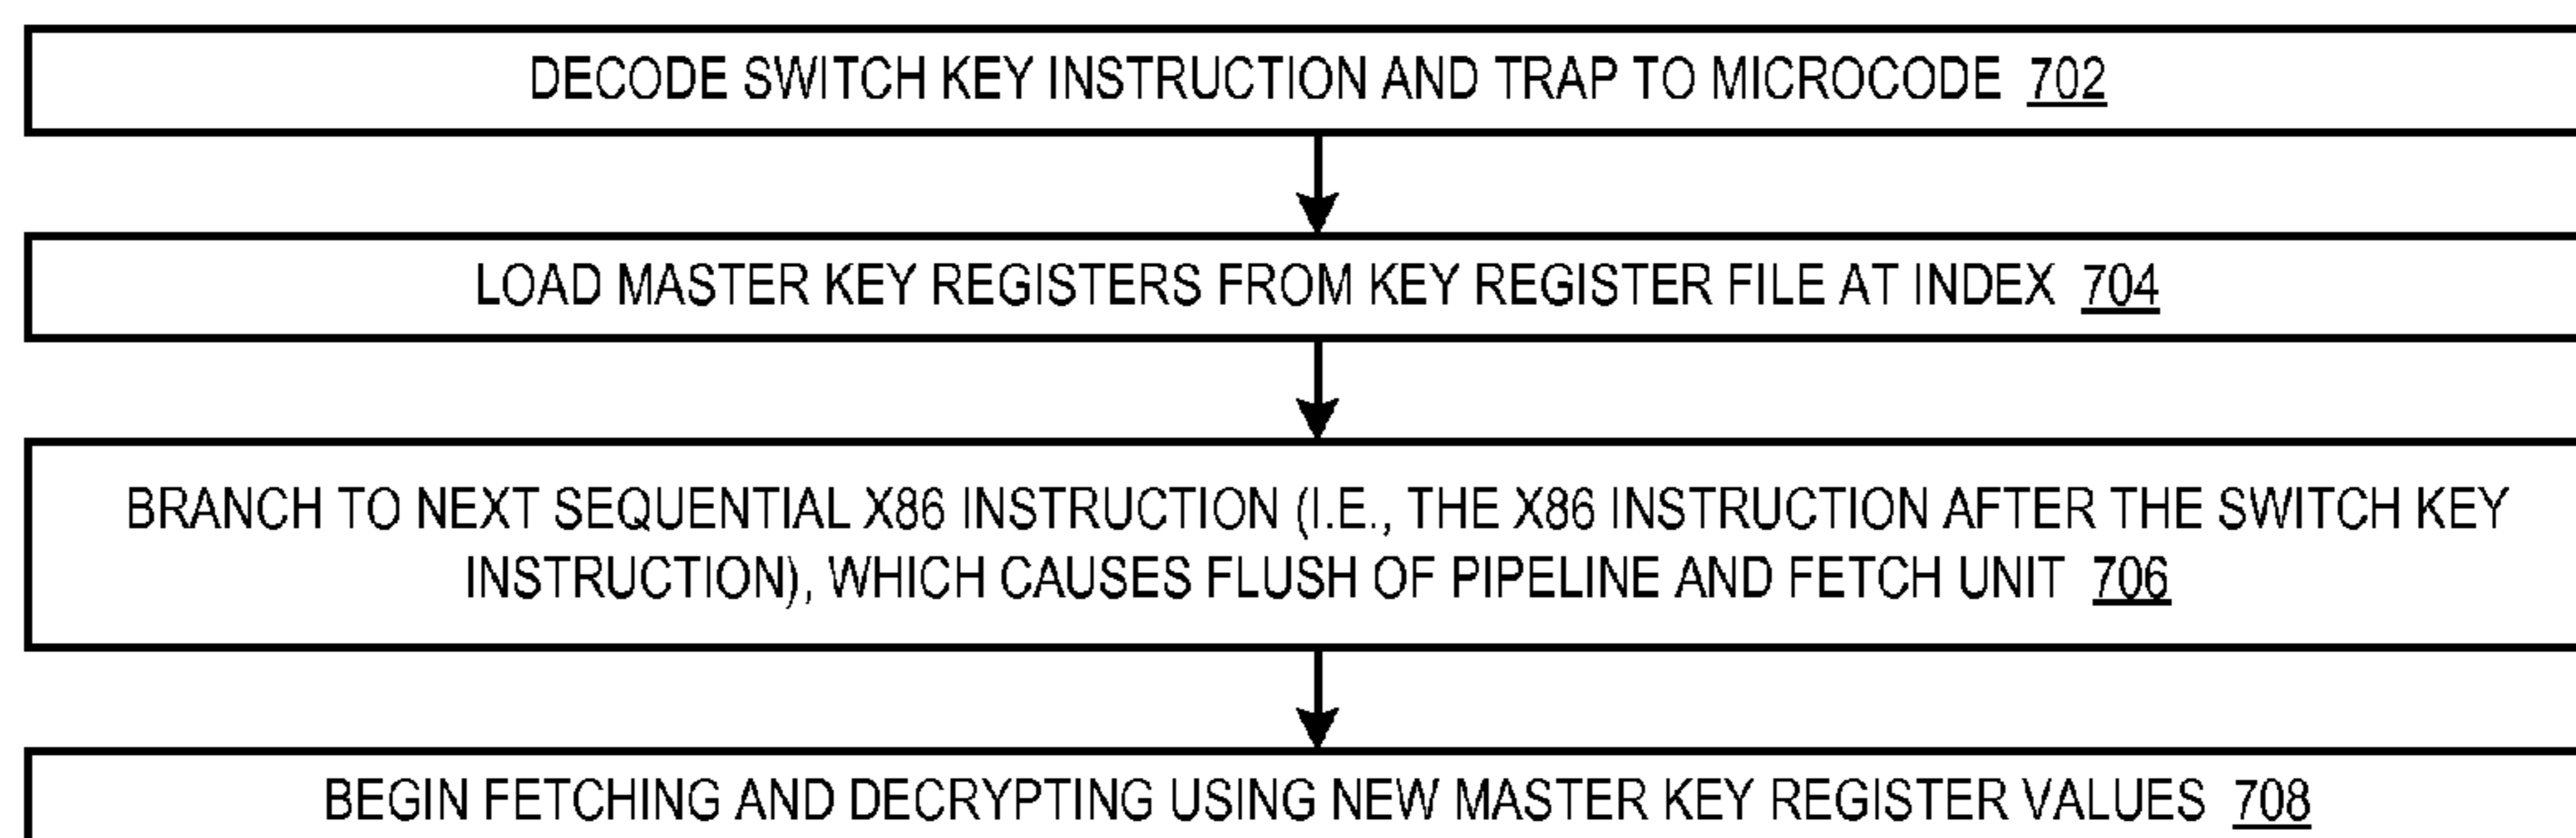 DECODE SWITCH KEY INSTRUCTION AND TRAP TO MICROCODE 702
LOAD MASTER KEY REGISTERS FROM KEY REGISTER FILE AT INDEX 704
BRANCH TO NEXT SEQUENTIAL X86 INSTRUCTION (I.E., THE X86 INSTRUCTION AFTER THE SWITCH KEY
INSTRUCTION), WHICH CAUSES FLUSH OF PIPELINE AND FETCH UNIT 706
BEGIN FETCHING AND DECRYPTING USING NEW MASTER KEY REGISTER VALUES 708